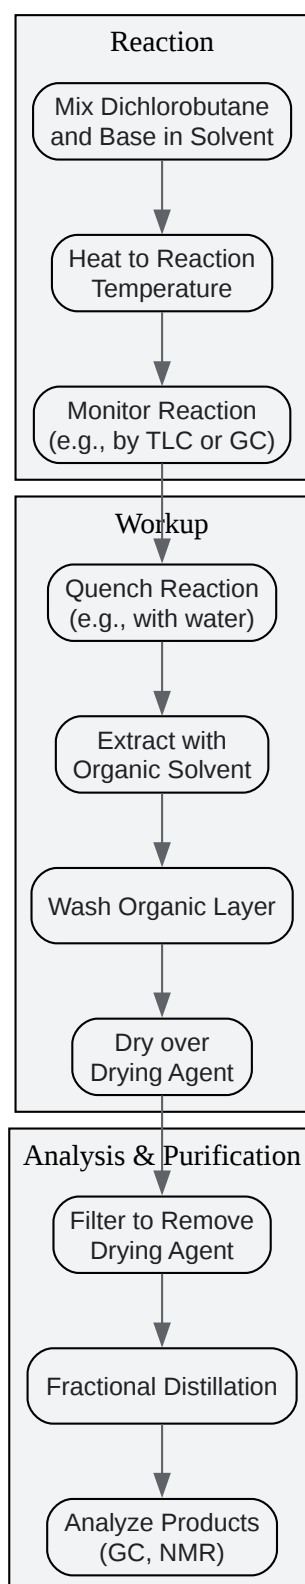 Reaction
Mix Dichlorobutane
and Base in Solvent
Heat to Reaction
Temperature
Monitor Reaction
(e.g., by TLC or GC)
Workup
Quench Reaction
(e.g., with water)
Extract with
Organic Solvent
Wash Organic Layer
Dry over
Drying Agent
Analysis & Purification
Filter to Remove
Drying Agent
Fractional Distillation
Analyze Products
(GC, NMR)